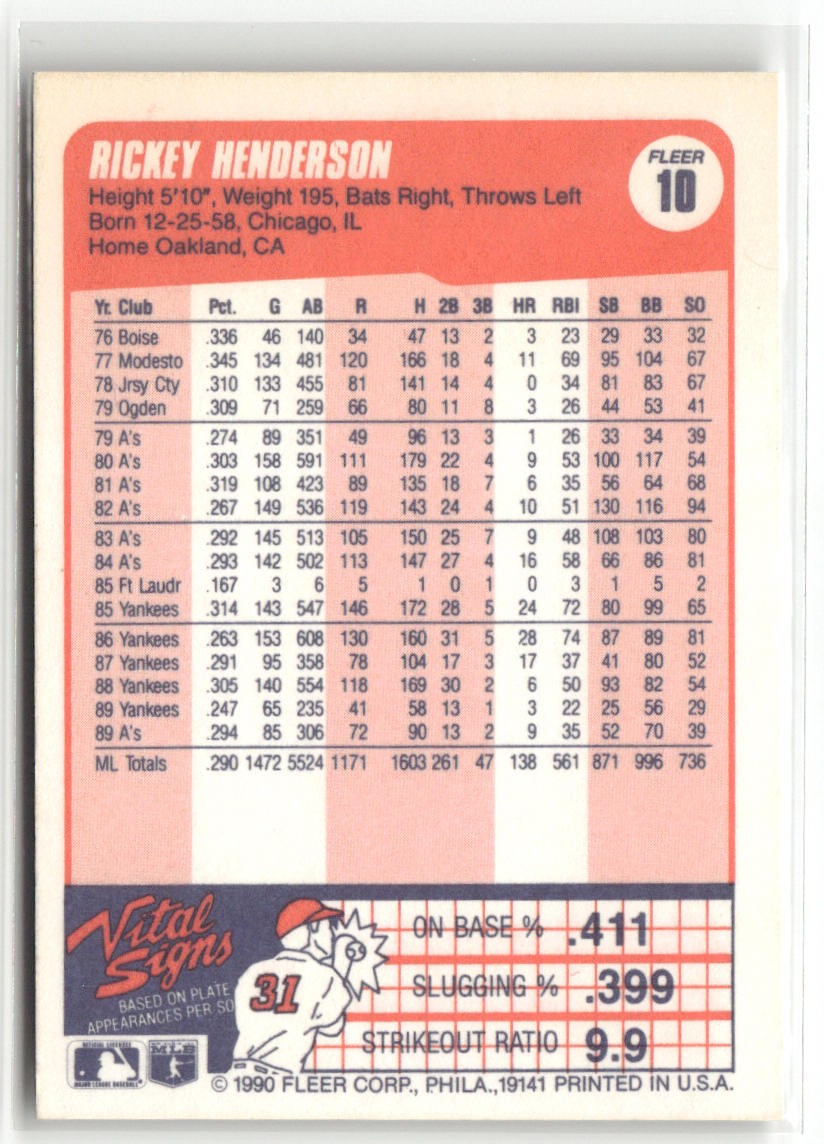 RICKEY HENDERSON
FLEER
10
Height 5'10", Weight 195, Bats Right, Throws Left
Born 12-25-58, Chicago, IL
Home Oakland, CA
Yr. Club Pct. G AB R H 2B 3B HR RBI SB BB SO
76 Boise .336 46 140 34 47 13 2 3 23 29 33 32
77 Modesto .345 134 481 120 166 18 4 11 69 95 104 67
78 Jrsy Cty .310 133 455 81 141 14 4 0 34 81 83 67
79 Ogden .309 71 259 66 80 11 8 3 26 44 53 41
79 A's .274 89 351 49 96 13 3 1 26 33 34 39
80 A's .303 158 591 111 179 22 4 9 53 100 117 54
81 A's .319 108 423 89 135 18 7 6 35 56 64 68
82 A's .267 149 536 119 143 24 4 10 51 130 116 94
83 A's .292 145 513 105 150 25 7 9 48 108 103 80
84 A's .293 142 502 113 147 27 4 16 58 66 86 81
85 Ft Laudr .167 3 6 5 1 0 1 0 3 1 5 2
85 Yankees .314 143 547 146 172 28 5 24 72 80 99 65
86 Yankees .263 153 608 130 160 31 5 28 74 87 89 81
87 Yankees .291 95 358 78 104 17 3 17 37 41 80 52
88 Yankees .305 140 554 118 169 30 2 6 50 93 82 54
89 Yankees .247 65 235 41 58 13 1 3 22 25 56 29
89 A's .294 85 306 72 90 13 2 9 35 52 70 39
ML Totals .290 1472 5524 1171 1603 261 47 138 561 871 996 736
Vital
Signs
BASED ON PLATE
APPEARANCES PER SO
31
ON BASE % .411
SLUGGING % .399
STRIKEOUT RATIO 9.9
OFFICIAL LICENSEE
MAJOR LEAGUE BASEBALL
MLB
© 1990 FLEER CORP., PHILA.,19141 PRINTED IN U.S.A.